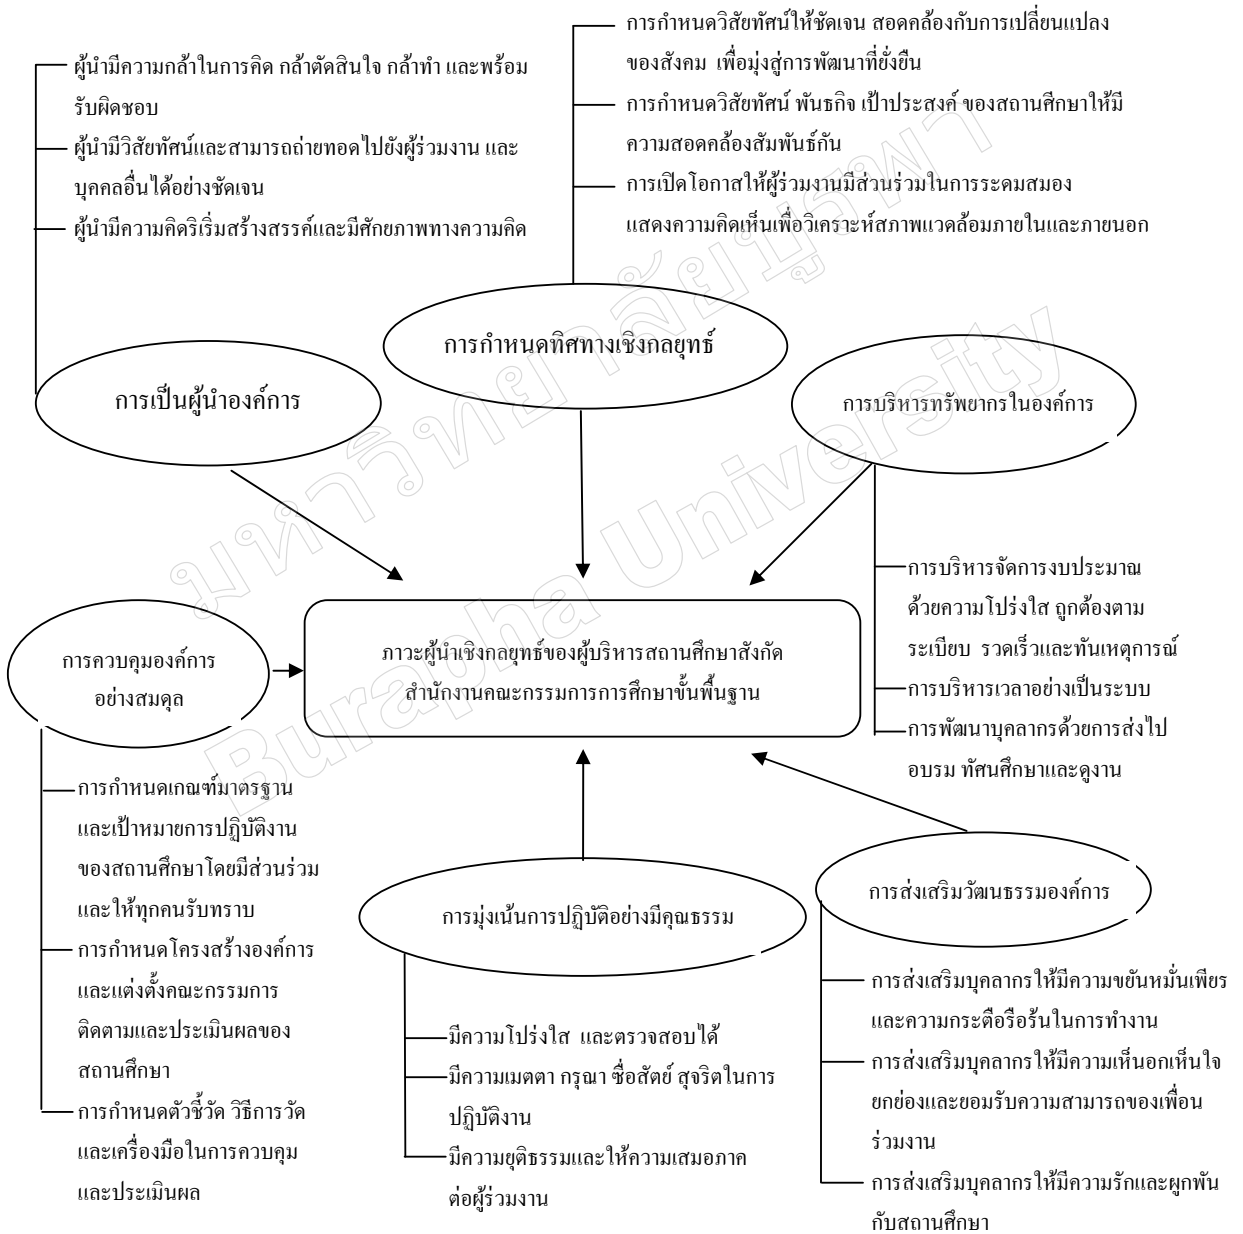 การกำหนดวิสัยทัศน์ให้ชัดเจน สอดคล้องกับการเปลี่ยนแปลง
ของสังคม เพื่อมุ่งสู่การพัฒนาที่ยั่งยืน
การกำหนดวิสัยทัศน์ พันธกิจ เป้าประสงค์ ของสถานศึกษาให้มี
ความสอดคล้องสัมพันธ์กัน
การเปิดโอกาสให้ผู้ร่วมงานมีส่วนร่วมในการระดมสมอง
แสดงความคิดเห็นเพื่อวิเคราะห์สภาพแวดล้อมภายในและภายนอก
ผู้นำมีความกล้าในการคิด กล้าตัดสินใจ กล้าทำ และพร้อม
รับผิดชอบ
ผู้นำมีวิสัยทัศน์และสามารถถ่ายทอดไปยังผู้ร่วมงาน และ
บุคคลอื่นได้อย่างชัดเจน
ผู้นำมีความคิดริเริ่มสร้างสรรค์และมีศักยภาพทางความคิด
การกำหนดทิศทางเชิงกลยุทธ์
การเป็นผู้นำองค์การ
การบริหารทรัพยากรในองค์การ
การบริหารจัดการงบประมาณ
ด้วยความโปร่งใส ถูกต้องตาม
ระเบียบ รวดเร็วและทันเหตุการณ์
การบริหารเวลาอย่างเป็นระบบ
การพัฒนาบุคลากรด้วยการส่งไป
อบรม ทัศนศึกษาและดูงาน
การควบคุมองค์การ
อย่างสมดุล
ภาวะผู้นำเชิงกลยุทธ์ของผู้บริหารสถานศึกษาสังกัด
สำนักงานคณะกรรมการการศึกษาขั้นพื้นฐาน
การกำหนดเกณฑ์มาตรฐาน
และเป้าหมายการปฏิบัติงาน
ของสถานศึกษาโดยมีส่วนร่วม
และให้ทุกคนรับทราบ
การกำหนดโครงสร้างองค์การ
และแต่งตั้งคณะกรรมการ
ติดตามและประเมินผลของ
สถานศึกษา
การกำหนดตัวชี้วัด วิธีการวัด
และเครื่องมือในการควบคุม
และประเมินผล
การมุ่งเน้นการปฏิบัติอย่างมีคุณธรรม
มีความโปร่งใส และตรวจสอบได้
มีความเมตตา กรุณา ซื่อสัตย์ สุจริตในการ
ปฏิบัติงาน
มีความยุติธรรมและให้ความเสมอภาค
ต่อผู้ร่วมงาน
การส่งเสริมวัฒนธรรมองค์การ
การส่งเสริมบุคลากรให้มีความขยันหมั่นเพียร
และความกระตือรือร้นในการทำงาน
การส่งเสริมบุคลากรให้มีความเห็นอกเห็นใจ
ยกย่องและยอมรับความสามารถของเพื่อน
ร่วมงาน
การส่งเสริมบุคลากรให้มีความรักและผูกพัน
กับสถานศึกษา
มหาวิทยาลัยบูรพา
Burapha University